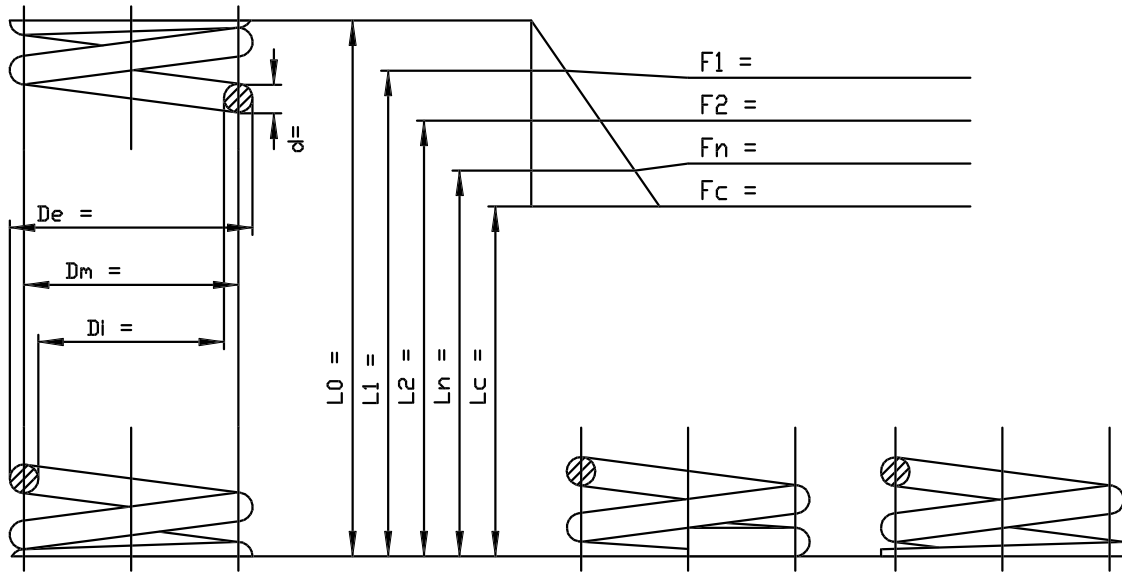 F1 =
F2 =
Fn =
Fc =
d=
De =
Dm =
Di =
L0 =
L1 =
L2 =
Ln =
Lc =